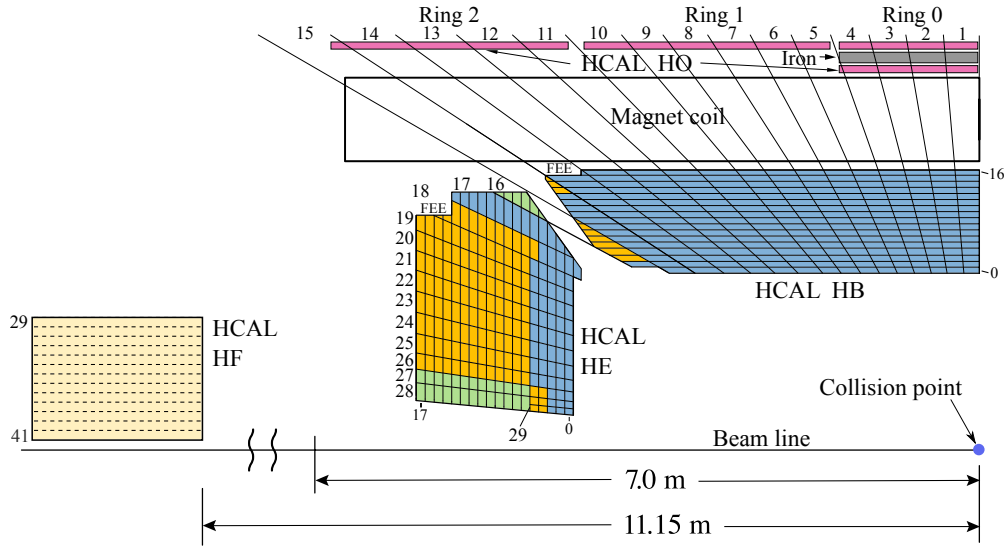 Ring 2
Ring 1
Ring 0
15 14 13 12 11 10 9 8 7 6 5 4 3 2 1
HCAL HO
Iron
Magnet coil
FEE
16
0
HCAL HB
18 17 16
FEE
19
20
21
22
23
24
25
26
27
28
17
29
0
HCAL
HE
29
HCAL
HF
41
Collision point
Beam line
7.0 m
11.15 m